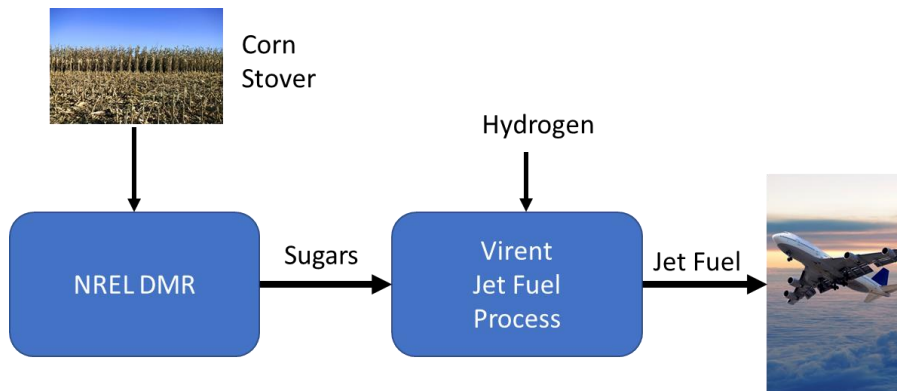 Corn
Stover
Hydrogen
NREL DMR
Sugars
Virent
Jet Fuel
Process
Jet Fuel